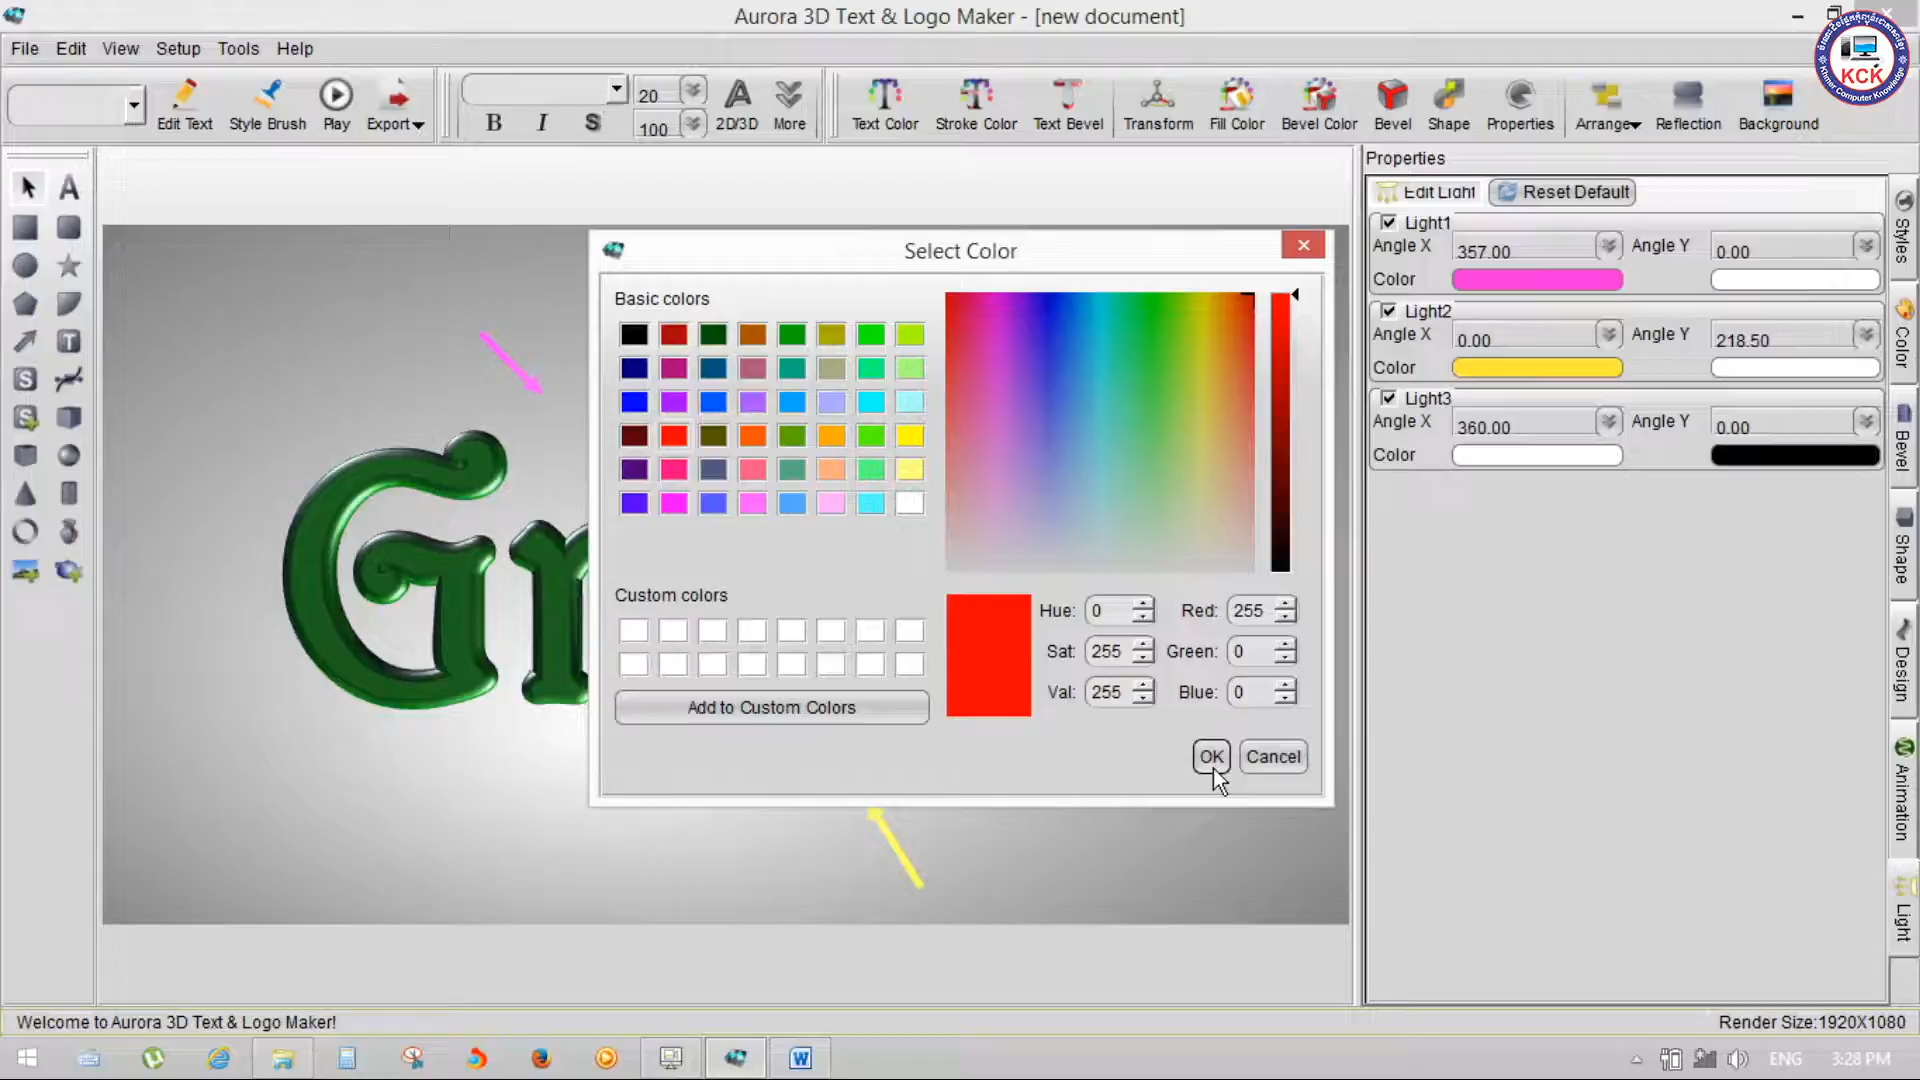 Aurora 3D Text & Logo Maker - [new document]
File Edit View Setup Tools Help
KCK
Khmer Computer Knowledge
20
100
B I S
Edit Text Style Brush Play Export 2D/3D More Text Color Stroke Color Text Bevel Transform Fill Color Bevel Color Bevel Shape Properties Arrange Reflection Background
Properties
Edit Light Reset Default
Light1
Angle X 357.00 Angle Y 0.00
Color
Light2
Angle X 0.00 Angle Y 218.50
Color
Light3
Angle X 360.00 Angle Y 0.00
Color
Styles
Color
Bevel
Shape
Design
Animation
Light
Select Color
Basic colors
Custom colors
Add to Custom Colors
Hue: 0 Red: 255
Sat: 255 Green: 0
Val: 255 Blue: 0
OK Cancel
Gr
Welcome to Aurora 3D Text & Logo Maker!
Render Size:1920X1080
ENG 3:28 PM